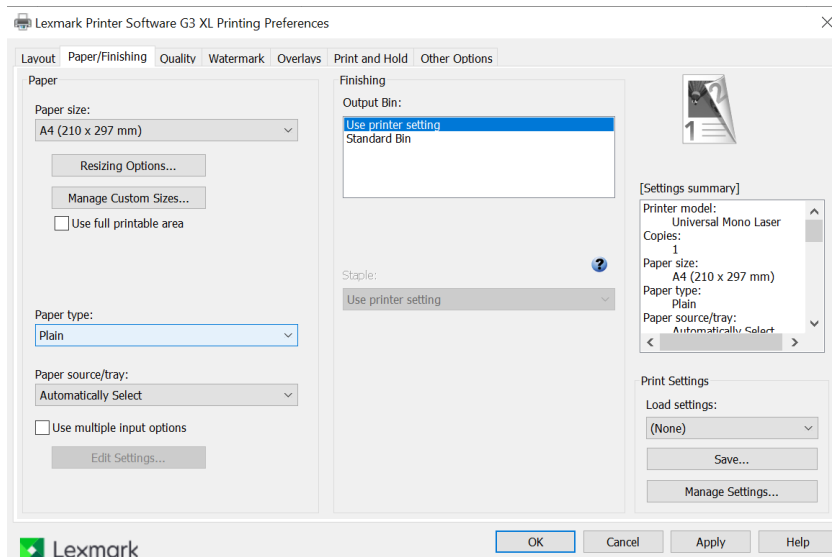 Lexmark Printer Software G3 XL Printing Preferences
Layout Paper/Finishing Quality Watermark Overlays Print and Hold Other Options
Paper
Paper size:
A4 (210 x 297 mm)
Resizing Options...
Manage Custom Sizes...
Use full printable area
Paper type:
Plain
Paper source/tray:
Automatically Select
Use multiple input options
Edit Settings...
Finishing
Output Bin:
Use printer setting
Standard Bin
Staple:
Use printer setting
1 2
[Settings summary]
Printer model:
Universal Mono Laser
Copies:
1
Paper size:
A4 (210 x 297 mm)
Paper type:
Plain
Paper source/tray:
Automatically Select
Print Settings
Load settings:
(None)
Save...
Manage Settings...
Lexmark
OK Cancel Apply Help